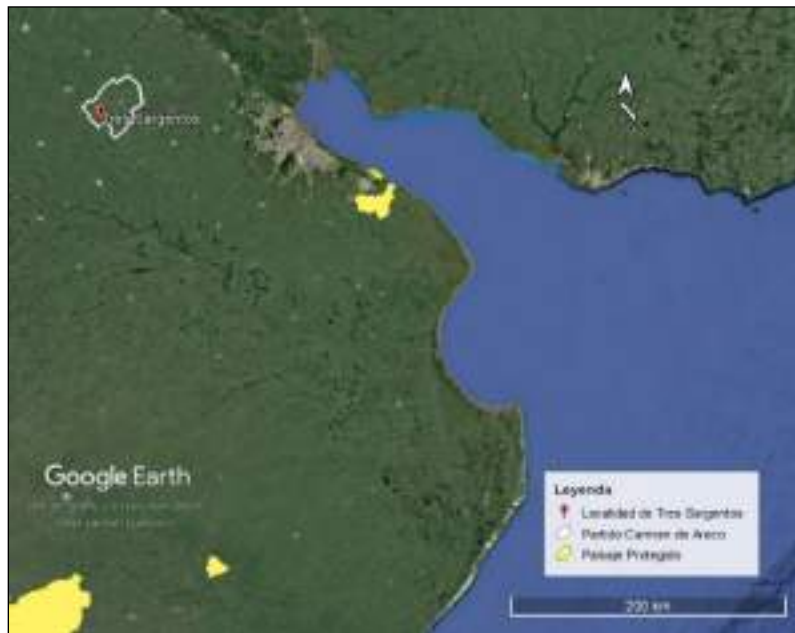 Tres Sargentos
Google Earth
Leyenda
Localidad de Tres Sargentos
Partido Carmen de Areco
Paisaje Protegido
200 km